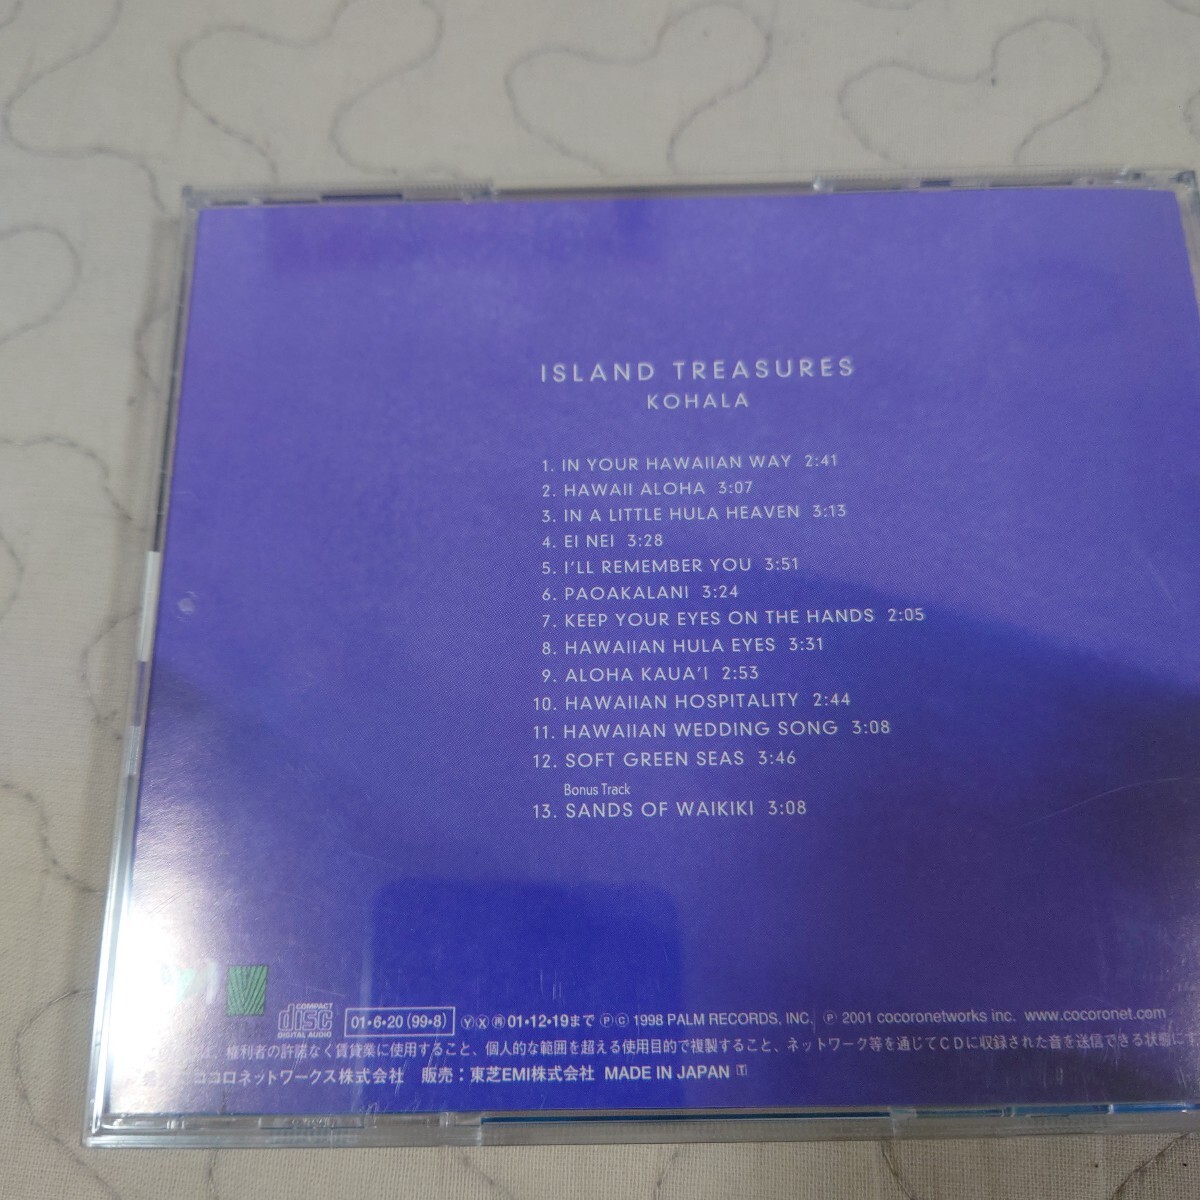 ISLAND TREASURES
KOHALA
1. IN YOUR HAWAIIAN WAY 2:41
2. HAWAII ALOHA 3:07
3. IN A LITTLE HULA HEAVEN 3:13
4. EI NEI 3:28
5. I'LL REMEMBER YOU 3:51
6. PAOAKALANI 3:24
7. KEEP YOUR EYES ON THE HANDS 2:05
8. HAWAIIAN HULA EYES 3:31
9. ALOHA KAUA'I 2:53
10. HAWAIIAN HOSPITALITY 2:44
11. HAWAIIAN WEDDING SONG 3:08
12. SOFT GREEN SEAS 3:46
Bonus Track
13. SANDS OF WAIKIKI 3:08
COMPACT disc DIGITAL AUDIO 01・6・20 (99・8) Ⓨ Ⓧ ㋣ 01・12・19まで Ⓟ Ⓒ 1998 PALM RECORDS, INC. Ⓟ 2001 cocoronetworks inc. www.cocoronet.com
は、権利者の許諾なく賃貸業に使用すること、個人的な範囲を超える使用目的で複製すること、ネットワーク等を通じてCDに収録された音を送信できる状態に
ココロネットワークス株式会社 販売：東芝EMI株式会社 MADE IN JAPAN Ⓣ